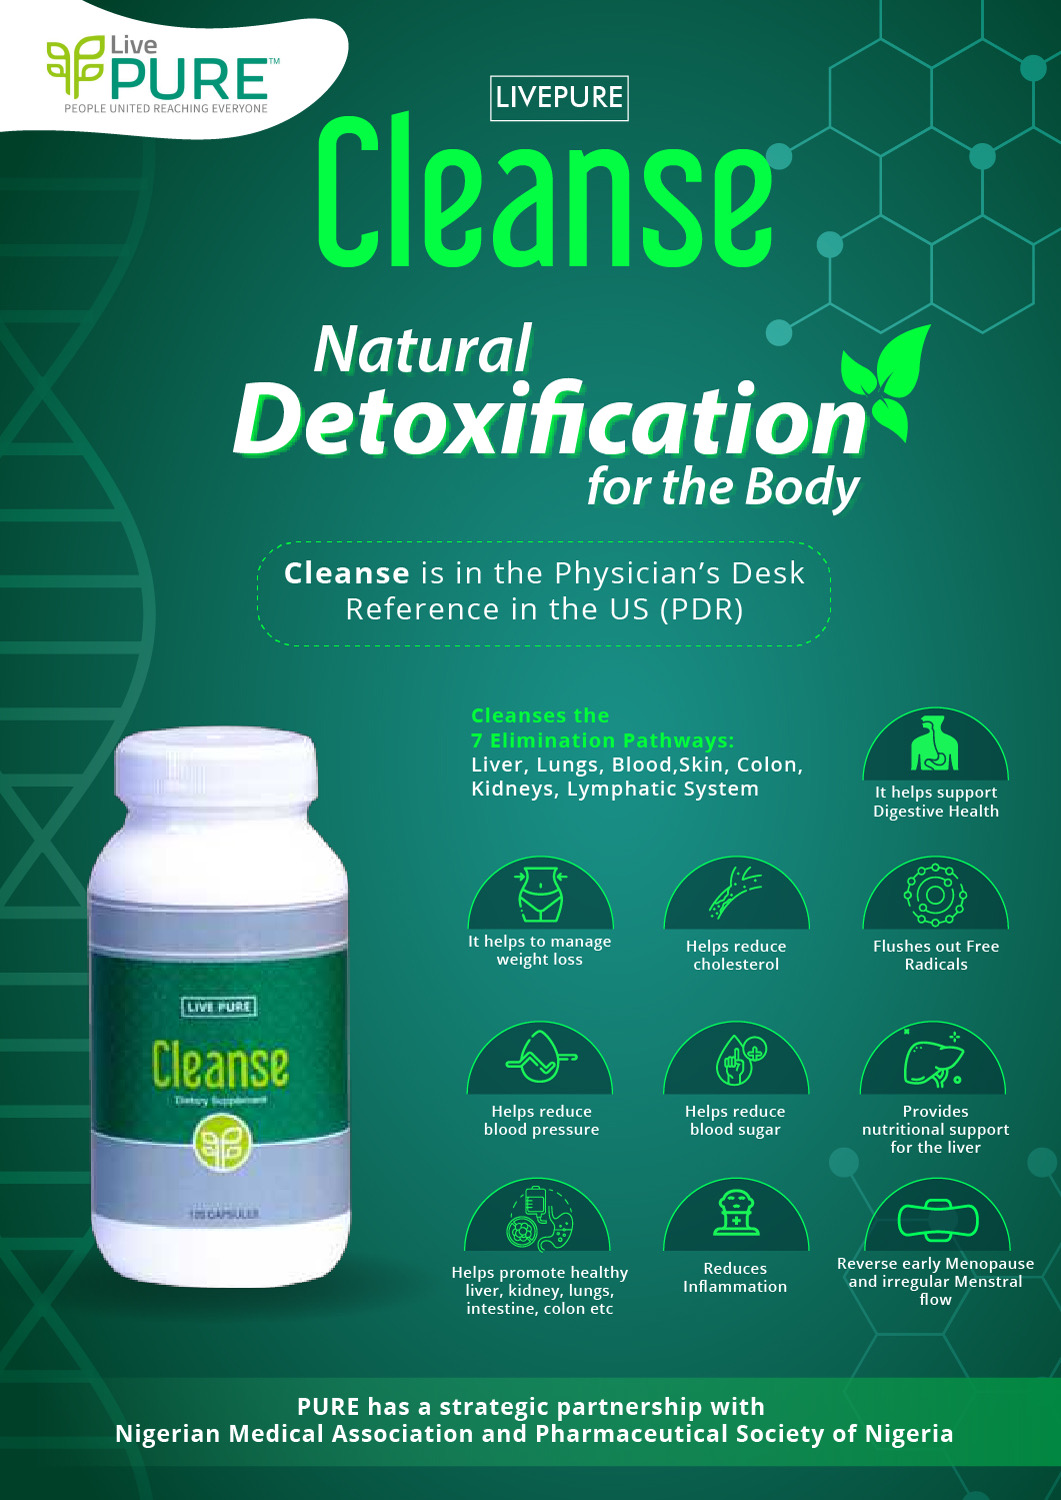 Live
PURE™
PEOPLE UNITED REACHING EVERYONE
LIVEPURE
Cleanse
Natural
Detoxification
for the Body
Cleanse is in the Physician’s Desk
Reference in the US (PDR)
Cleanses the
7 Elimination Pathways:
Liver, Lungs, Blood,Skin, Colon,
Kidneys, Lymphatic System
It helps support
Digestive Health
It helps to manage
weight loss
Helps reduce
cholesterol
Flushes out Free
Radicals
Helps reduce
blood pressure
Helps reduce
blood sugar
Provides
nutritional support
for the liver
Helps promote healthy
liver, kidney, lungs,
intestine, colon etc
Reduces
Inflammation
Reverse early Menopause
and irregular Menstral
flow
LIVE PURE
Cleanse
Dietary Supplement
120 CAPSULES
PURE has a strategic partnership with
Nigerian Medical Association and Pharmaceutical Society of Nigeria